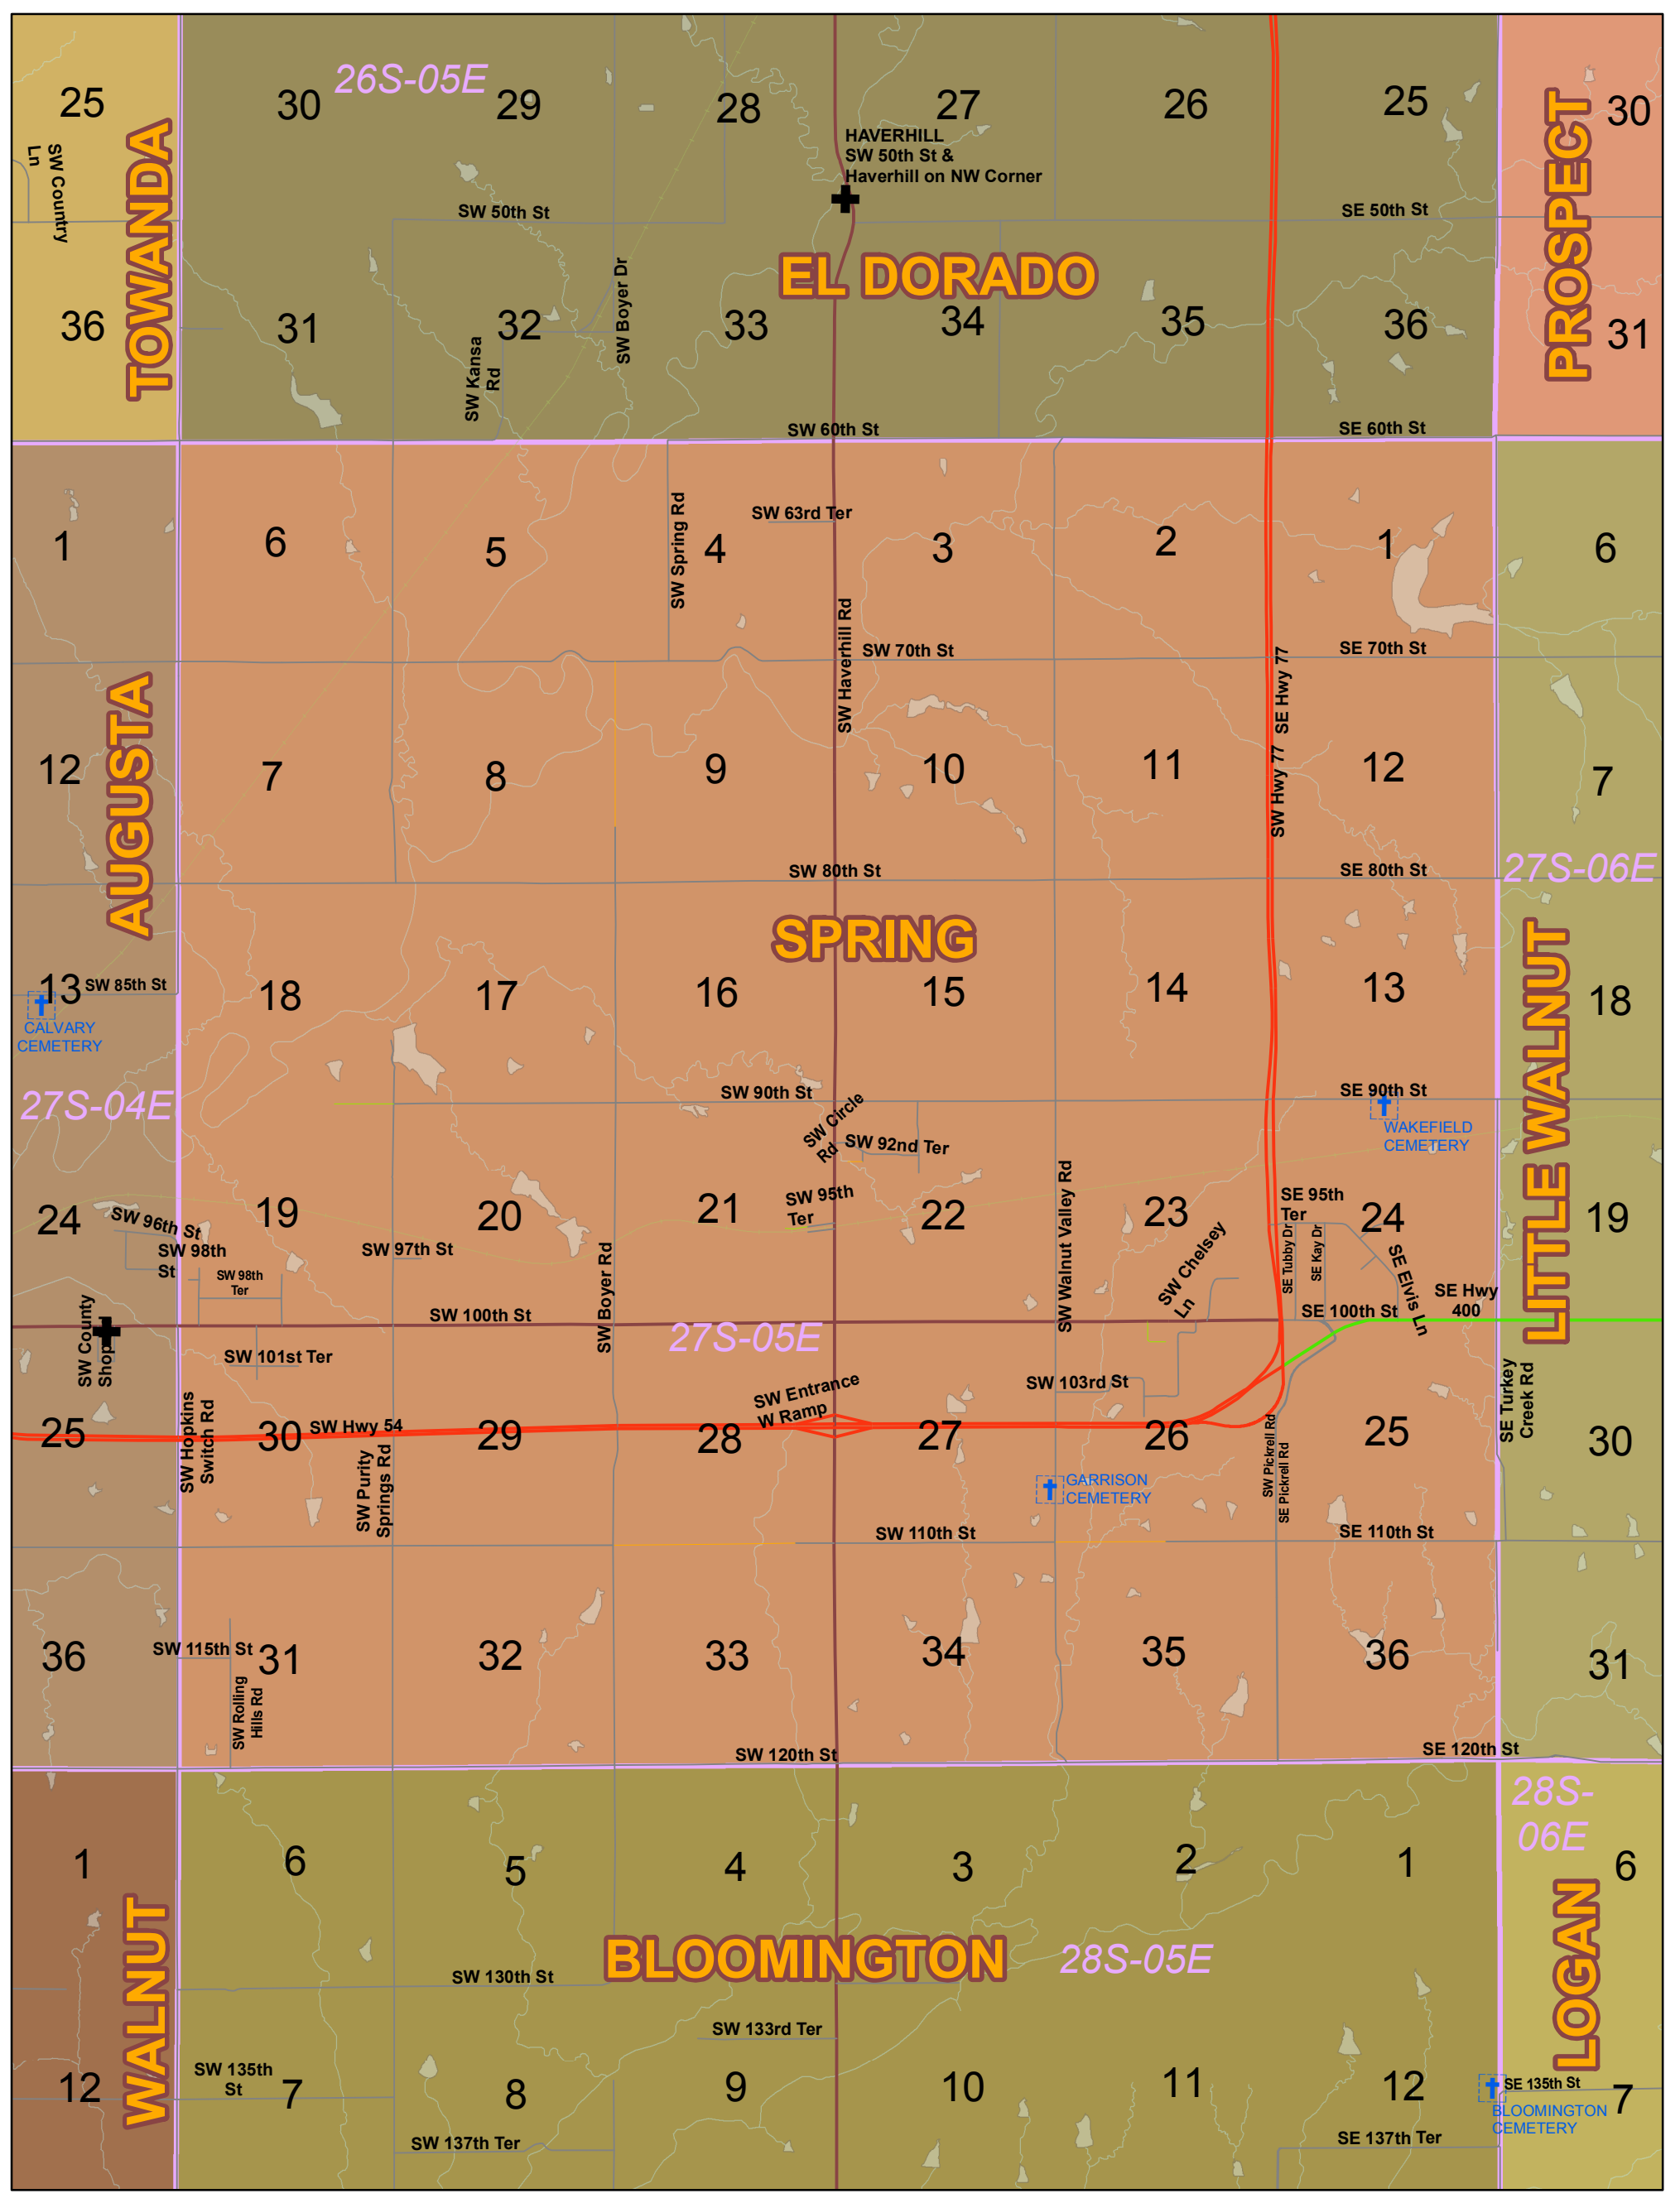 26S-05E
25
30
29
28
27
26
25
30
HAVERHILL
SW 50th St &
Haverhill on NW Corner
SW Country
Ln
TOWANDA
PROSPECT
SW 50th St
SE 50th St
EL DORADO
36
31
32
33
34
35
36
31
SW Boyer Dr
SW Kansa
Rd
SW 60th St
SE 60th St
1
6
5
4
3
2
1
6
SW Spring Rd
SW 63rd Ter
SW Haverhill Rd
SW 70th St
SE 70th St
SE Hwy 77
SW Hwy 77
AUGUSTA
12
7
8
9
10
11
12
7
SW 80th St
SE 80th St
27S-06E
SPRING
LITTLE WALNUT
13
SW 85th St
18
17
16
15
14
13
18
CALVARY
CEMETERY
27S-04E
SW 90th St
SE 90th St
SW Circle
Rd
SW 92nd Ter
WAKEFIELD
CEMETERY
24
19
20
21
22
23
24
19
SW 95th
Ter
SE 95th
Ter
SW 96th St
SW 98th
St
SW 98th
Ter
SW 97th St
SW Boyer Rd
SW Walnut Valley Rd
SW Chelsey
Ln
SE Tubby Dr
SE Kay Dr
SE Elvis Ln
SE Hwy
400
SW 100th St
SE 100th St
27S-05E
SW County
Shop
SW 101st Ter
SW 103rd St
SW Entrance
W Ramp
SE Turkey
Creek Rd
SW Hopkins
Switch Rd
SW Hwy 54
25
30
29
28
27
26
25
30
SW Purity
Springs Rd
SW Pickrell Rd
SE Pickrell Rd
GARRISON
CEMETERY
SW 110th St
SE 110th St
36
SW 115th St
31
32
33
34
35
36
31
SW Rolling
Hills Rd
SW 120th St
SE 120th St
28S-
06E
1
6
5
4
3
2
1
6
WALNUT
BLOOMINGTON
28S-05E
LOGAN
SW 130th St
SW 133rd Ter
SW 135th
St
SE 135th St
12
7
8
9
10
11
12
7
BLOOMINGTON
CEMETERY
SW 137th Ter
SE 137th Ter